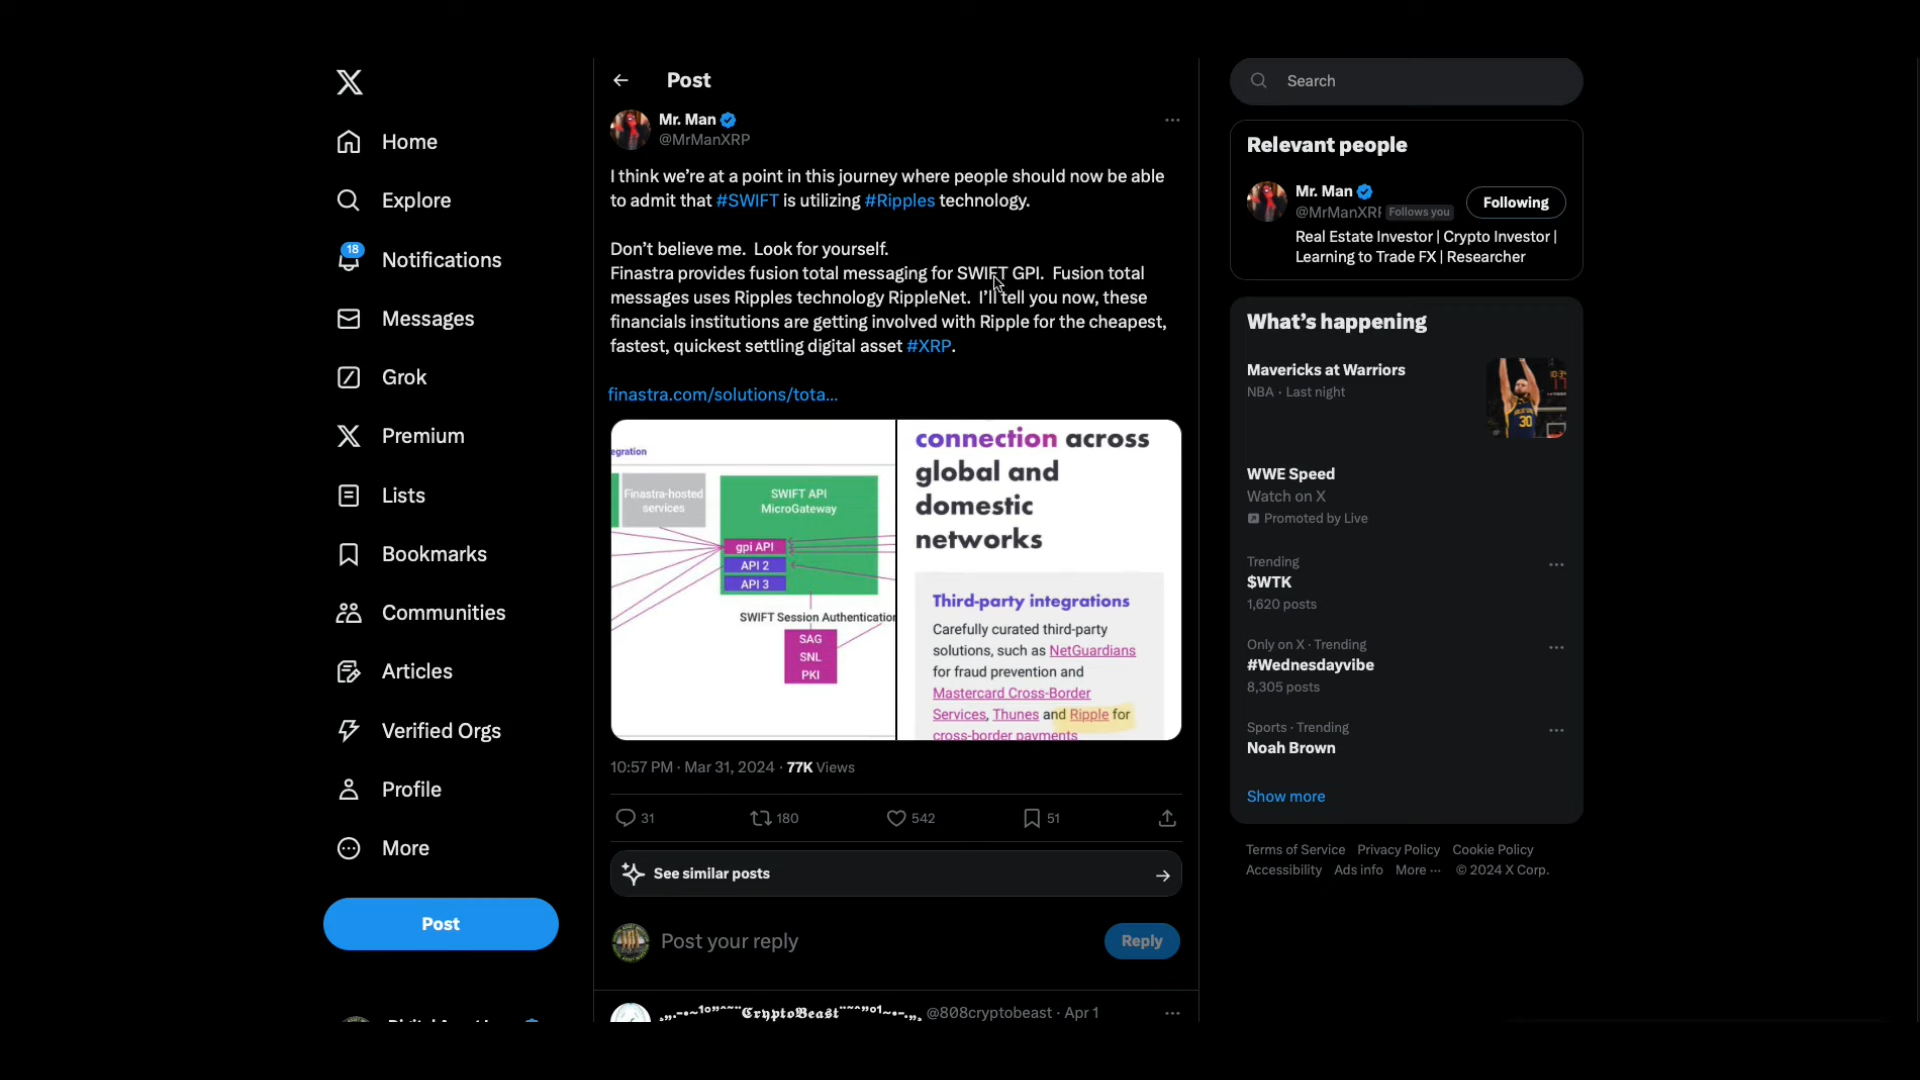 Home
Explore
18
Notifications
Messages
Grok
Premium
Lists
Bookmarks
Communities
Articles
Verified Orgs
Profile
More
Post
Post
Mr. Man
@MrManXRP
I think we're at a point in this journey where people should now be able
to admit that #SWIFT is utilizing #Ripples technology.
Don't believe me.  Look for yourself.
Finastra provides fusion total messaging for SWIFT GPI.  Fusion total
messages uses Ripples technology RippleNet.  I'll tell you now, these
financials institutions are getting involved with Ripple for the cheapest,
fastest, quickest settling digital asset #XRP.
finastra.com/solutions/tota...
egration
Finastra-hosted
services
SWIFT API
MicroGateway
gpi API
API 2
API 3
SWIFT Session Authentication
SAG
SNL
PKI
connection across
global and
domestic
networks
Third-party integrations
Carefully curated third-party
solutions, such as NetGuardians
for fraud prevention and
Mastercard Cross-Border
Services, Thunes and Ripple for
cross-border payments
10:57 PM · Mar 31, 2024 · 77K Views
31
180
542
51
See similar posts
Post your reply
Reply
CryptoBeast
@808cryptobeast · Apr 1
Search
Relevant people
Mr. Man
@MrManXRP Follows you
Following
Real Estate Investor | Crypto Investor |
Learning to Trade FX | Researcher
What's happening
Mavericks at Warriors
NBA · Last night
30
WWE Speed
Watch on X
Promoted by Live
Trending
$WTK
1,620 posts
Only on X · Trending
#Wednesdayvibe
8,305 posts
Sports · Trending
Noah Brown
Show more
Terms of Service Privacy Policy Cookie Policy
Accessibility Ads info More ··· © 2024 X Corp.